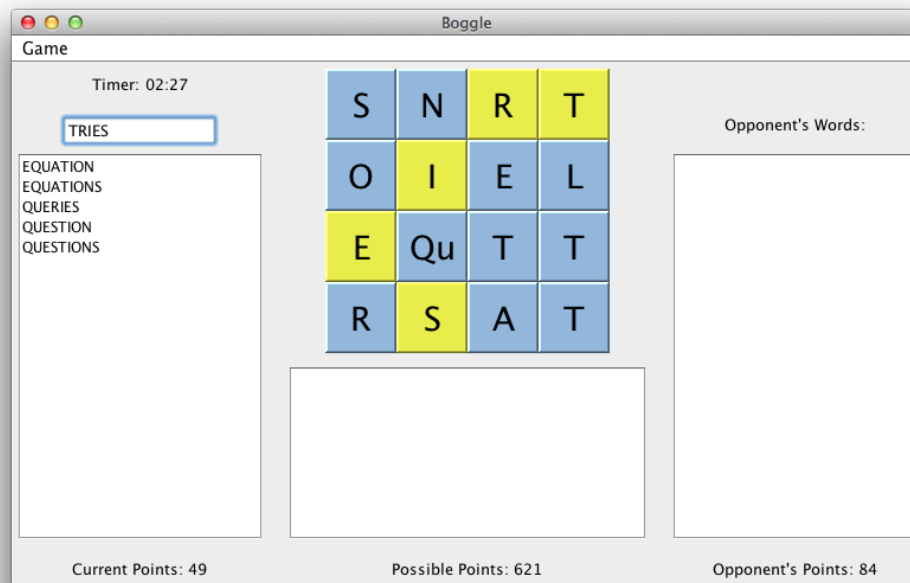 Boggle
Game
Timer: 02:27
TRIES
EQUATION
EQUATIONS
QUERIES
QUESTION
QUESTIONS
S N R T
O I E L
E Qu T T
R S A T
Opponent's Words:
Current Points: 49
Possible Points: 621
Opponent's Points: 84